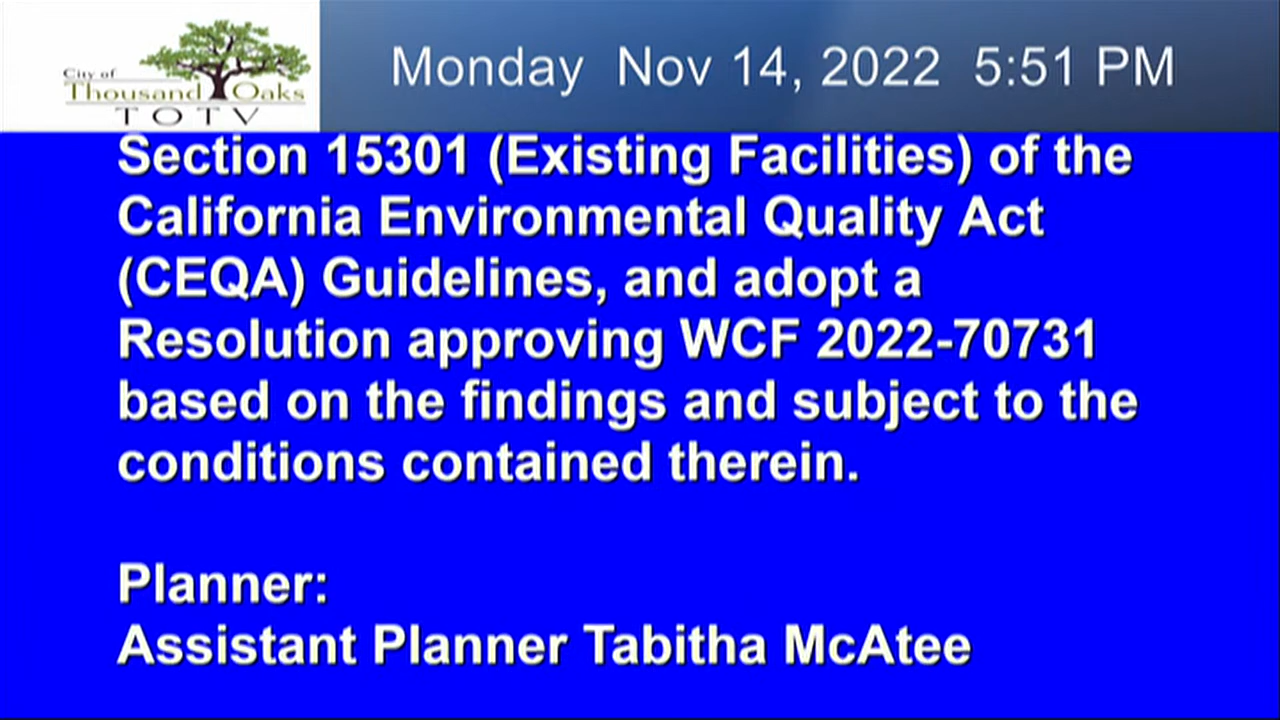 City of
Thousand Oaks
TOTV
Monday Nov 14, 2022 5:51 PM
Section 15301 (Existing Facilities) of the
California Environmental Quality Act
(CEQA) Guidelines, and adopt a
Resolution approving WCF 2022-70731
based on the findings and subject to the
conditions contained therein.
Planner:
Assistant Planner Tabitha McAtee